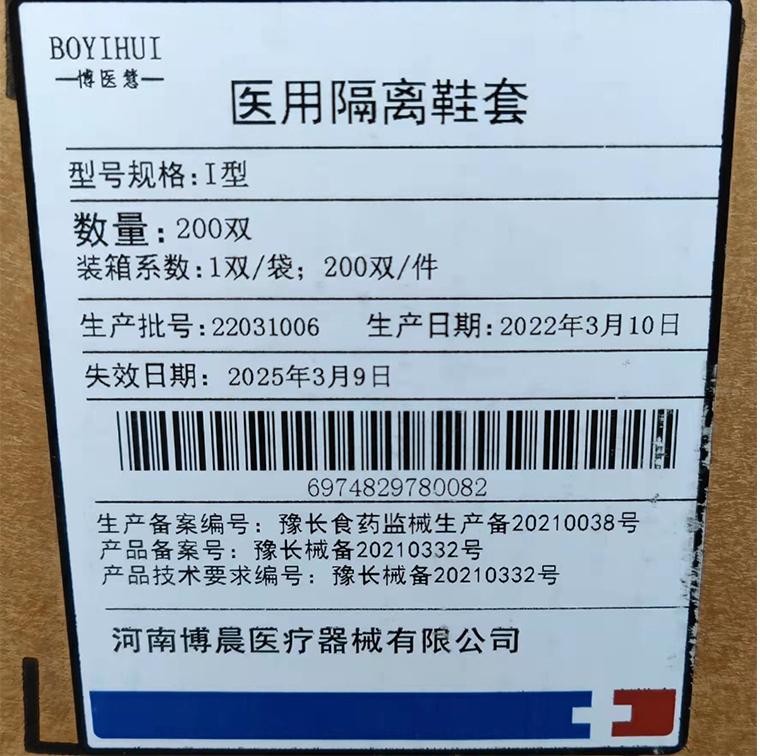 BOYIHUI
博医慧
医用隔离鞋套
型号规格:I型
数量:200双
装箱系数:1双/袋; 200双/件
生产批号:22031006 生产日期:2022年3月10日
失效日期: 2025年3月9日
6974829780082
生产备案编号: 豫长食药监械生产备20210038号
产品备案号: 豫长械备20210332号
产品技术要求编号: 豫长械备20210332号
河南博晨医疗器械有限公司